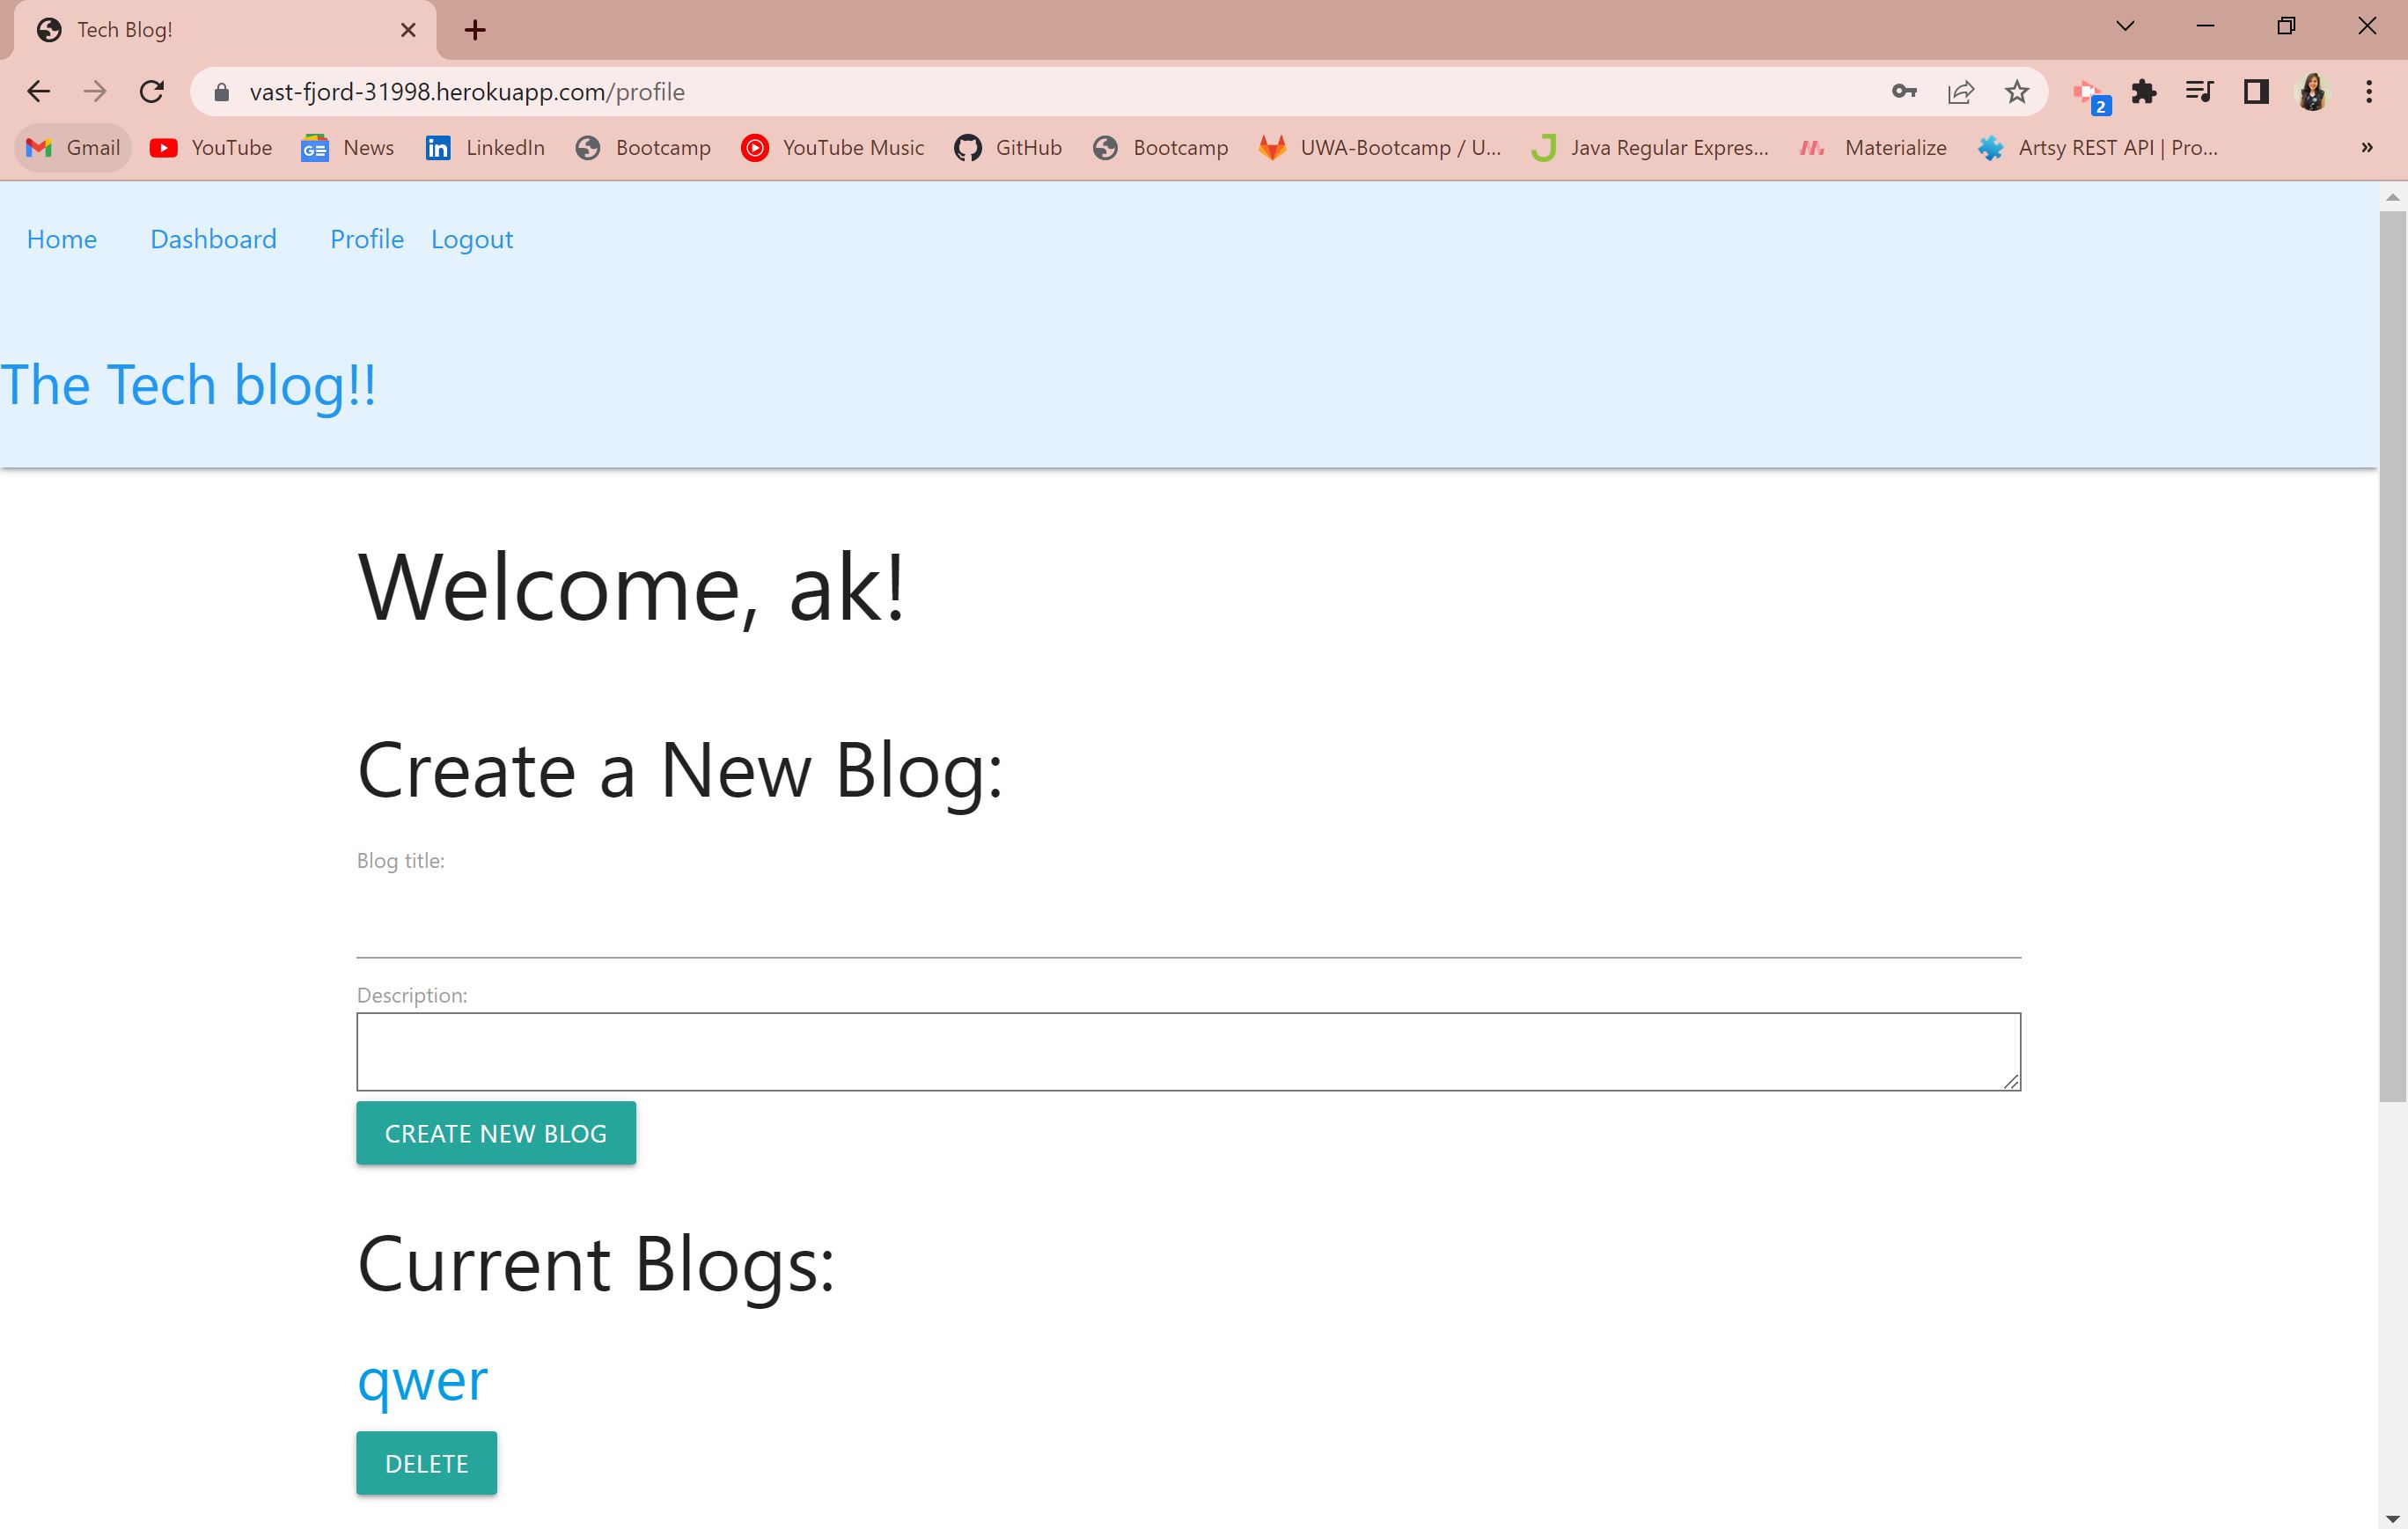 Tech Blog!
vast-fjord-31998.herokuapp.com/profile
2
Gmail YouTube News LinkedIn Bootcamp YouTube Music GitHub Bootcamp UWA-Bootcamp / U... Java Regular Expres... Materialize Artsy REST API | Pro... »
Home Dashboard Profile Logout
The Tech blog!!
Welcome, ak!
Create a New Blog:
Blog title:
Description:
CREATE NEW BLOG
Current Blogs:
qwer
DELETE